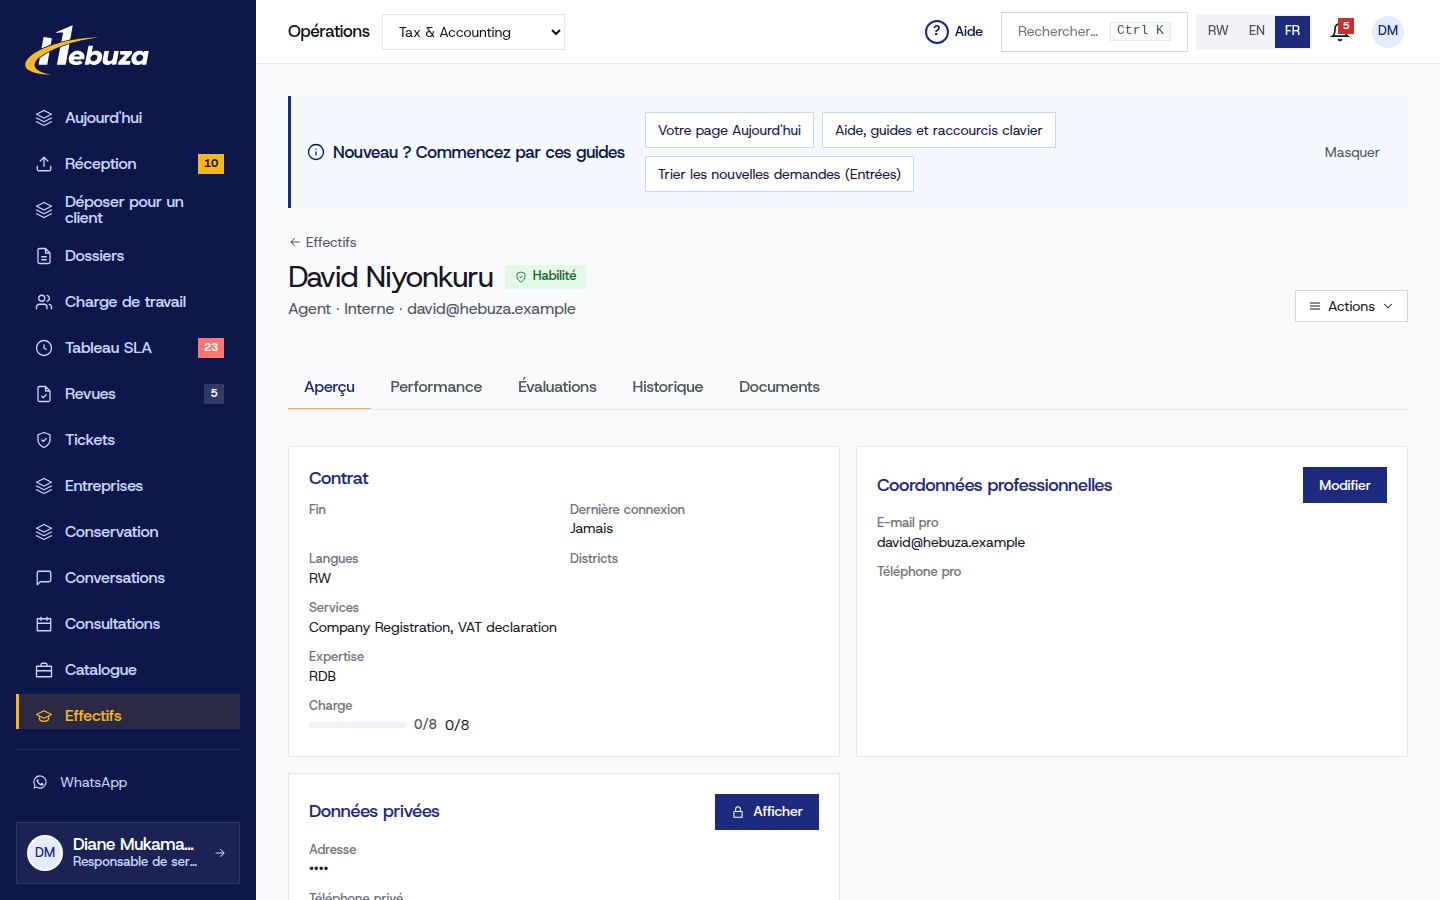 Hebuza
Aujourd'hui
Réception 10
Déposer pour un
client
Dossiers
Charge de travail
Tableau SLA 23
Revues 5
Tickets
Entreprises
Conservation
Conversations
Consultations
Catalogue
Effectifs
WhatsApp
DM Diane Mukama...
Responsable de ser...
Opérations Tax & Accounting
? Aide Rechercher... Ctrl K RW EN FR 5 DM
Nouveau ? Commencez par ces guides
Votre page Aujourd'hui Aide, guides et raccourcis clavier
Trier les nouvelles demandes (Entrées)
Masquer
← Effectifs
David Niyonkuru Habilité
Agent · Interne · david@hebuza.example
Actions
Aperçu Performance Évaluations Historique Documents
Contrat
Fin Dernière connexion
Jamais
Langues Districts
RW
Services
Company Registration, VAT declaration
Expertise
RDB
Charge
0/8 0/8
Coordonnées professionnelles Modifier
E-mail pro
david@hebuza.example
Téléphone pro
Données privées Afficher
Adresse
••••
Téléphone privé